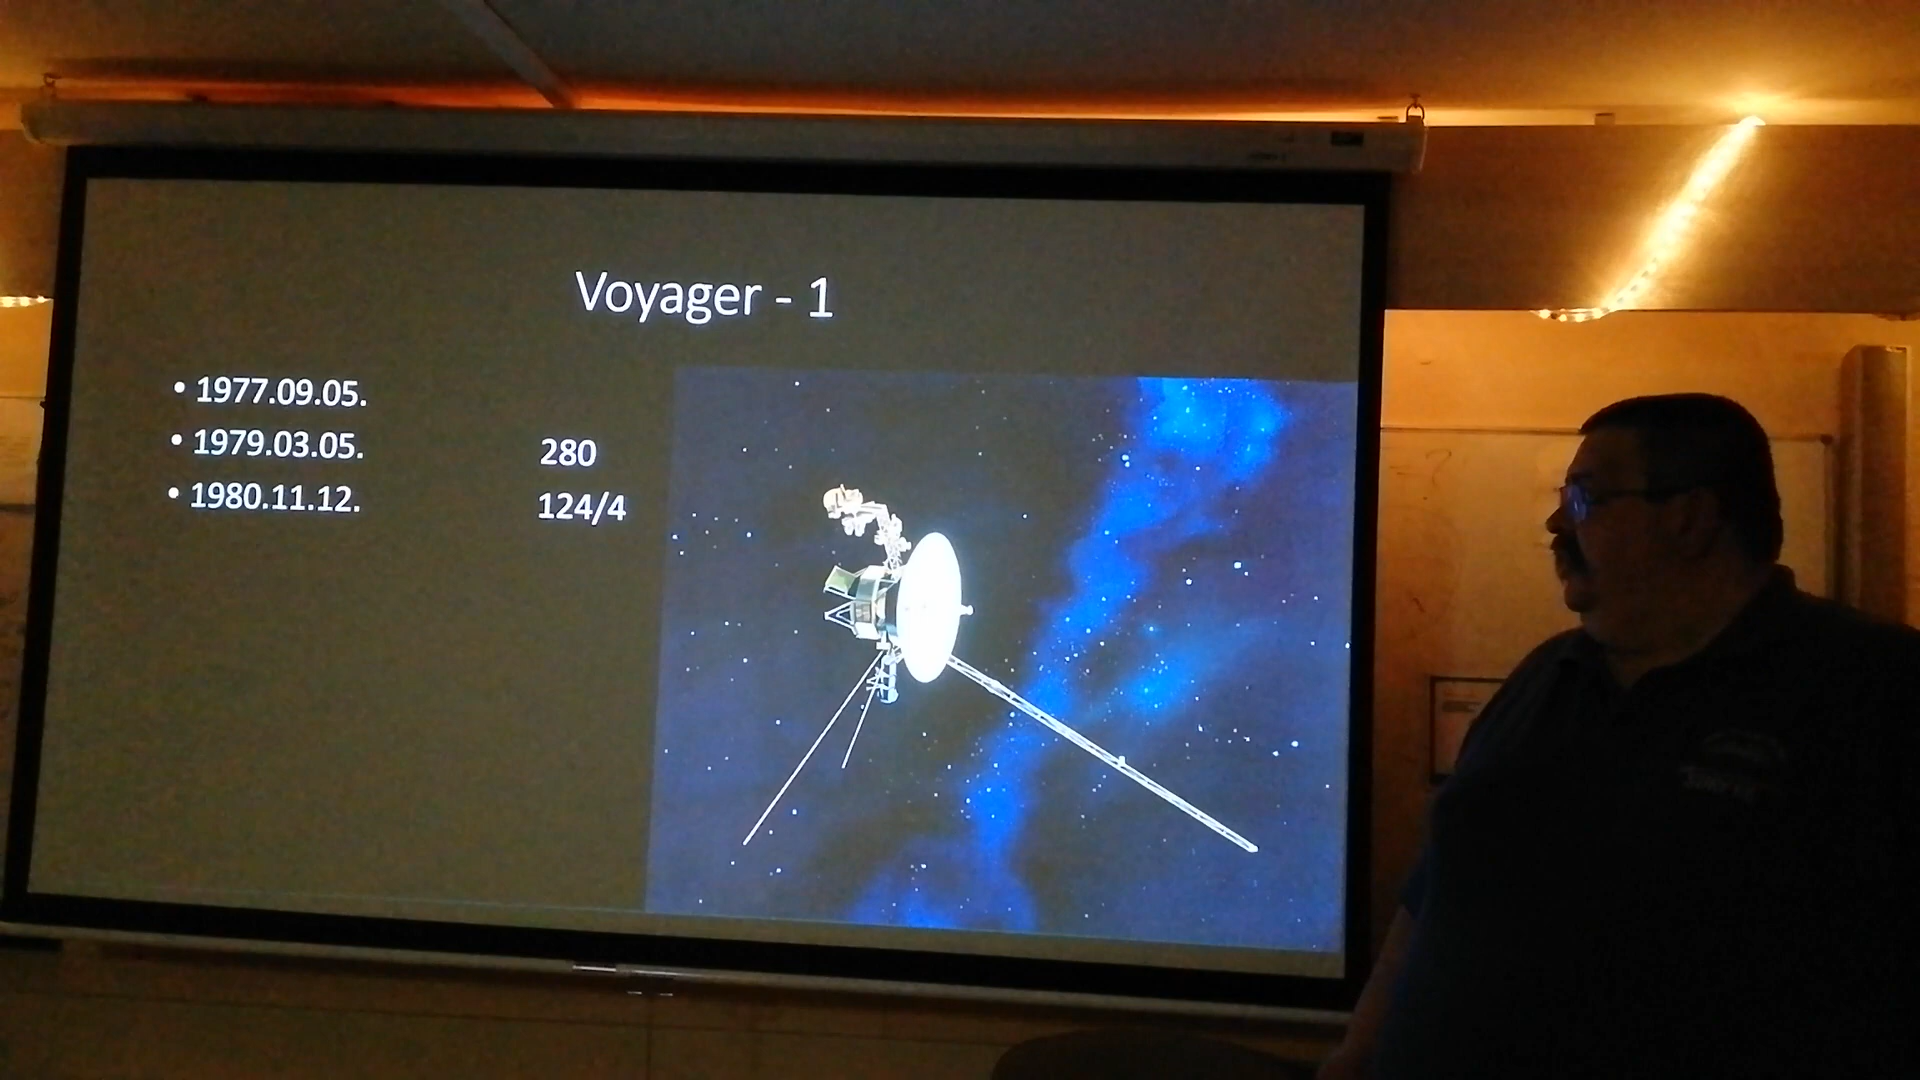 Voyager - 1
• 1977.09.05.
• 1979.03.05. 280
• 1980.11.12. 124/4